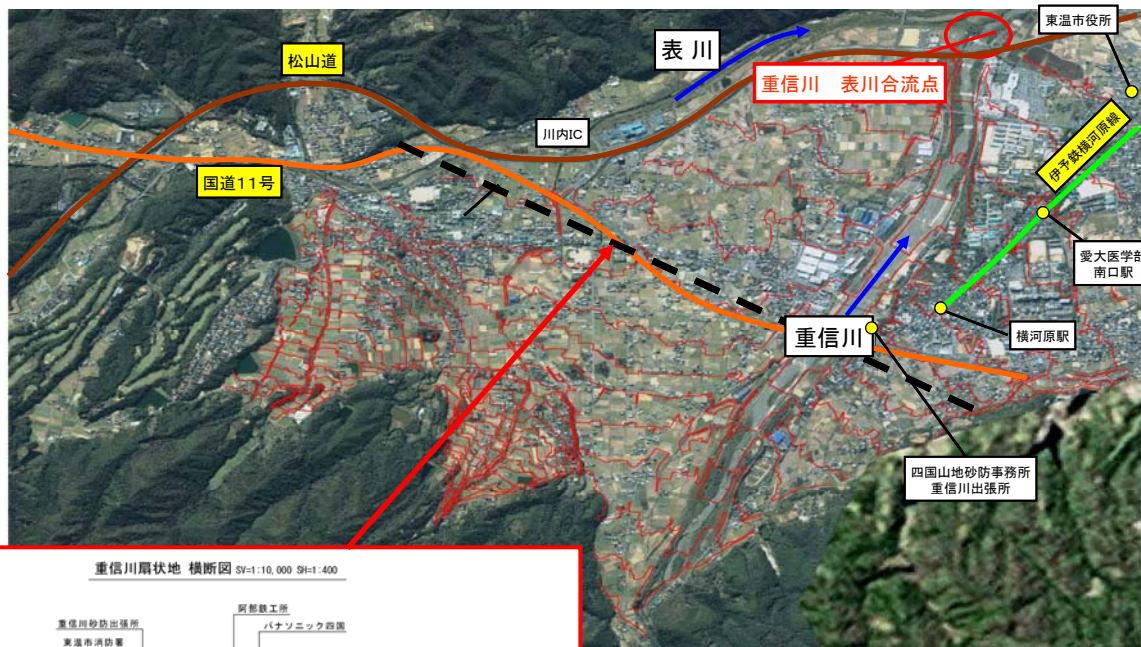 東温市役所
表 川
松山道
重信川　表川合流点
川内IC
伊予鉄横河原線
国道11号
愛大医学部
南口駅
重信川
横河原駅
四国山地砂防事務所
重信川出張所
重信川扇状地 横断図 SV=1:10,000 SH=1:400
阿部鉄工所
重信川砂防出張所
パナソニック四国
東温市消防署